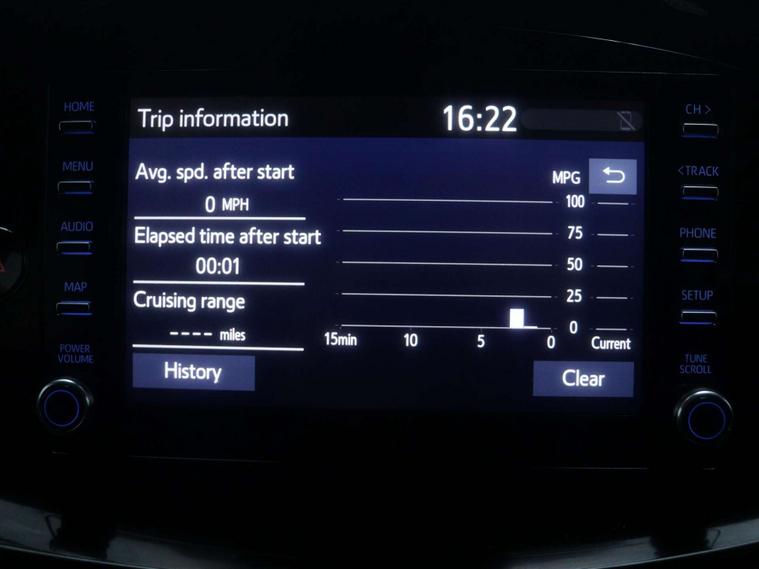 HOME
MENU
AUDIO
MAP
POWER
VOLUME
Trip information
16:22
Avg. spd. after start
0 MPH
Elapsed time after start
00:01
Cruising range
---- miles
History
MPG
100
75
50
25
0
15min 10 5 0 Current
Clear
CH >
< TRACK
PHONE
SETUP
TUNE
SCROLL